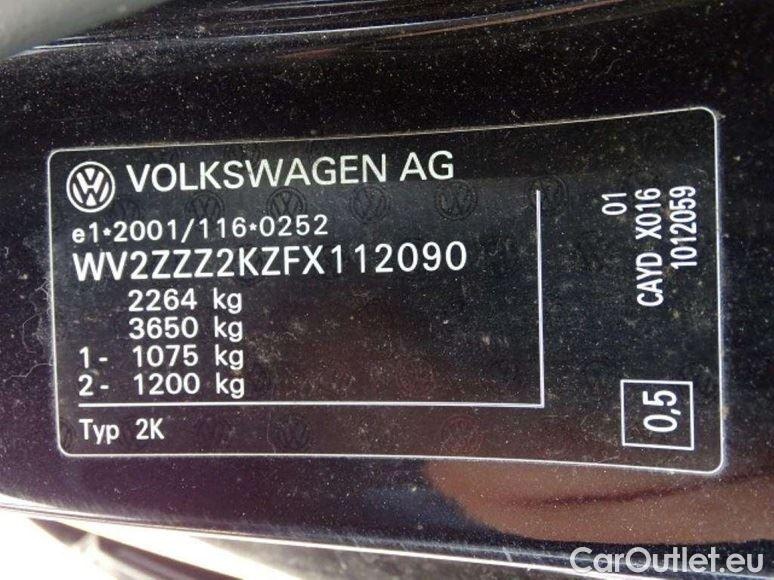 VOLKSWAGEN AG
e1*2001/116*0252
WV2ZZZ2KZFX112090
2264 kg
3650 kg
1- 1075 kg
2- 1200 kg
Typ 2K
01
CAYD X016
1012059
0,5
CarOutlet.eu